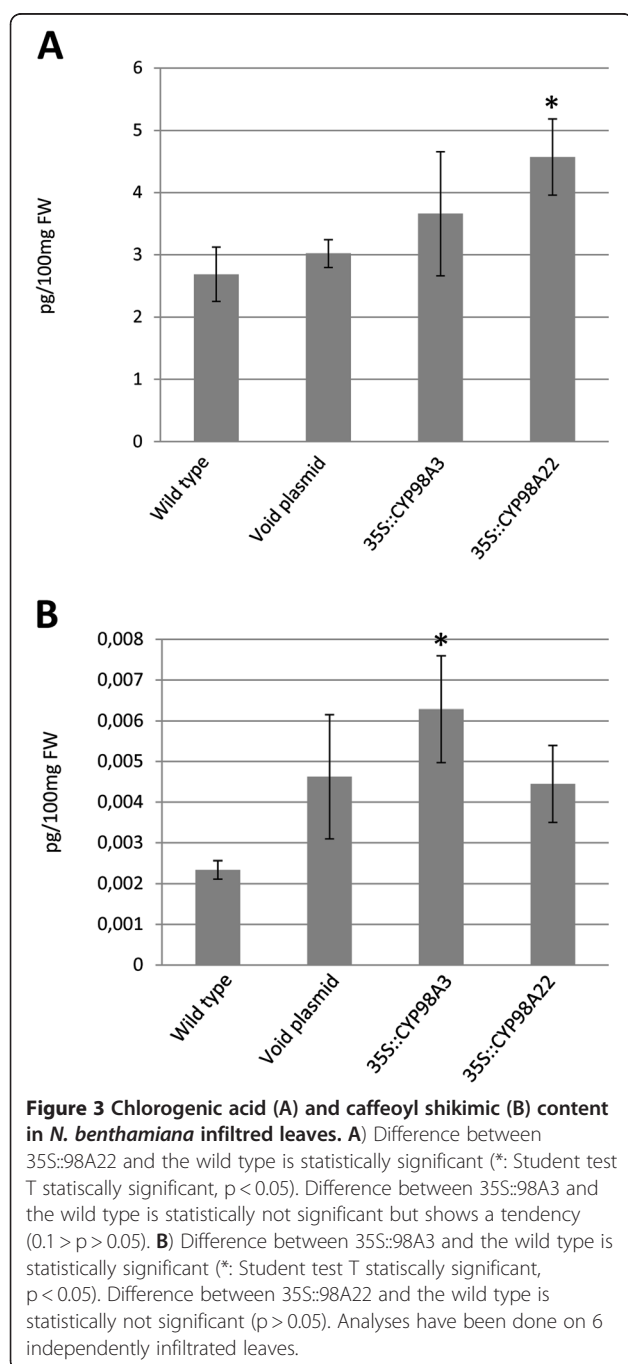 A
6
*
5
4
3
2
1
0
pg/100mg FW
Wild type
Void plasmid
35S::CYP98A3
35S::CYP98A22
B
0,008
*
0,007
0,006
0,005
0,004
0,003
0,002
0,001
0
pg/100mg FW
Wild type
Void plasmid
35S::CYP98A3
35S::CYP98A22
Figure 3 Chlorogenic acid (A) and caffeoyl shikimic (B) content
in N. benthamiana infiltred leaves. A) Difference between
35S::98A22 and the wild type is statistically significant (*: Student test
T statiscally significant, p < 0.05). Difference between 35S::98A3 and
the wild type is statistically not significant but shows a tendency
(0.1 > p > 0.05). B) Difference between 35S::98A3 and the wild type is
statistically significant (*: Student test T statiscally significant,
p < 0.05). Difference between 35S::98A22 and the wild type is
statistically not significant (p > 0.05). Analyses have been done on 6
independently infiltrated leaves.